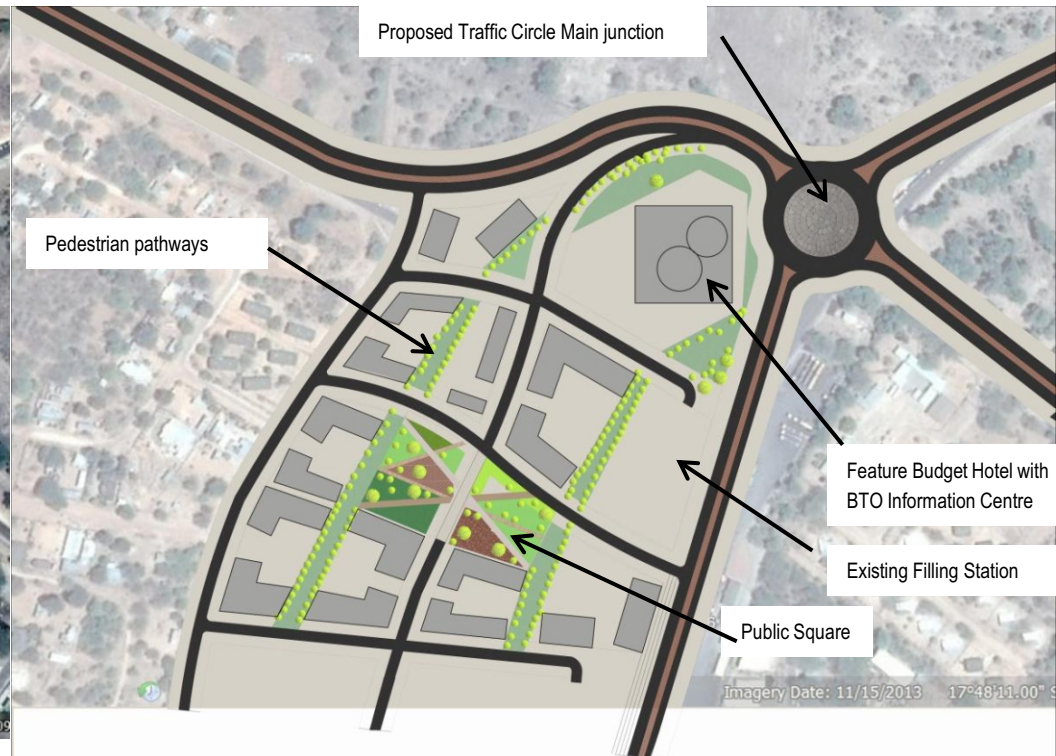 Proposed Traffic Circle Main junction
Pedestrian pathways
Feature Budget Hotel with
BTO Information Centre
Existing Filling Station
Public Square
Imagery Date: 11/15/2013 17°48'11.00" S
09